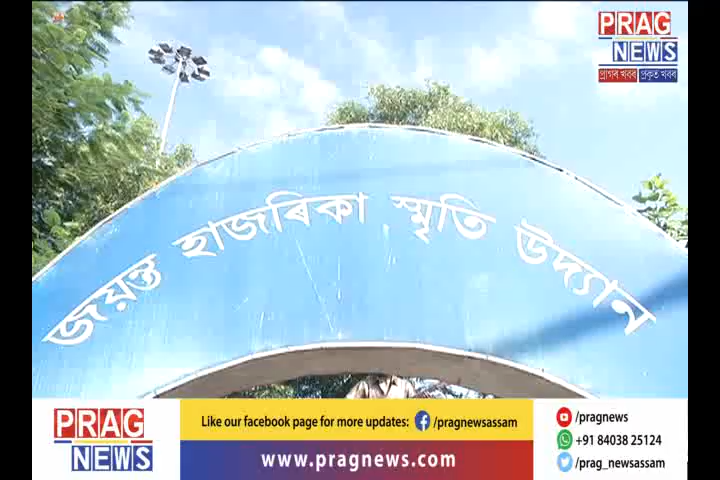 PRAG
NEWS
প্ৰাগৰ খবৰ প্ৰকৃত খবৰ
জয়ন্ত হাজৰিকা স্মৃতি উদ্যান
PRAG
NEWS
Like our facebook page for more updates: /pragnewsassam
www.pragnews.com
/pragnews
+91 84038 25124
/prag_newsassam